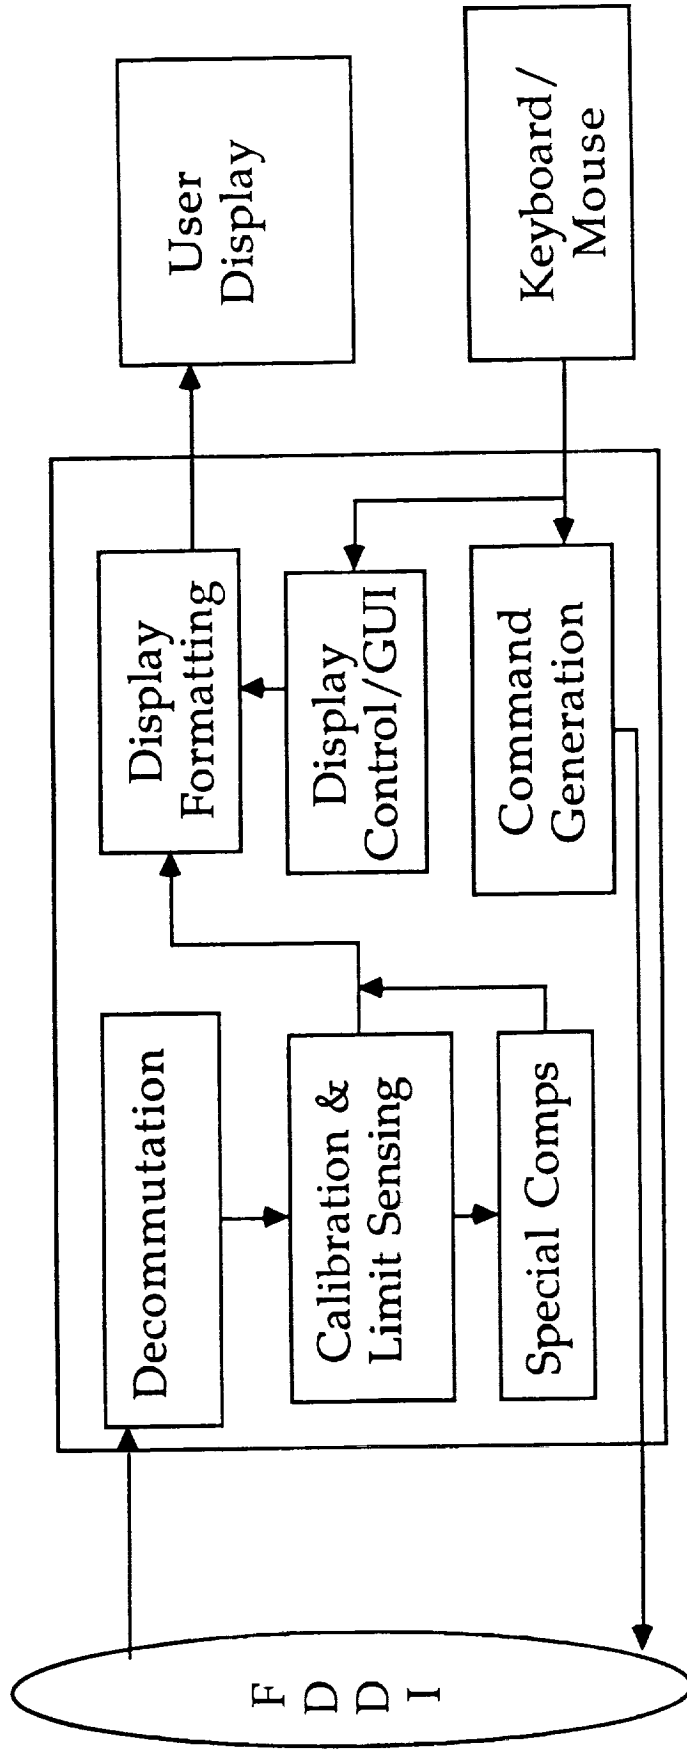 F
D
D
I
Decommutation
Calibration &
Limit Sensing
Special Comps
Display
Formatting
Display
Control/GUI
Command
Generation
User
Display
Keyboard/
Mouse